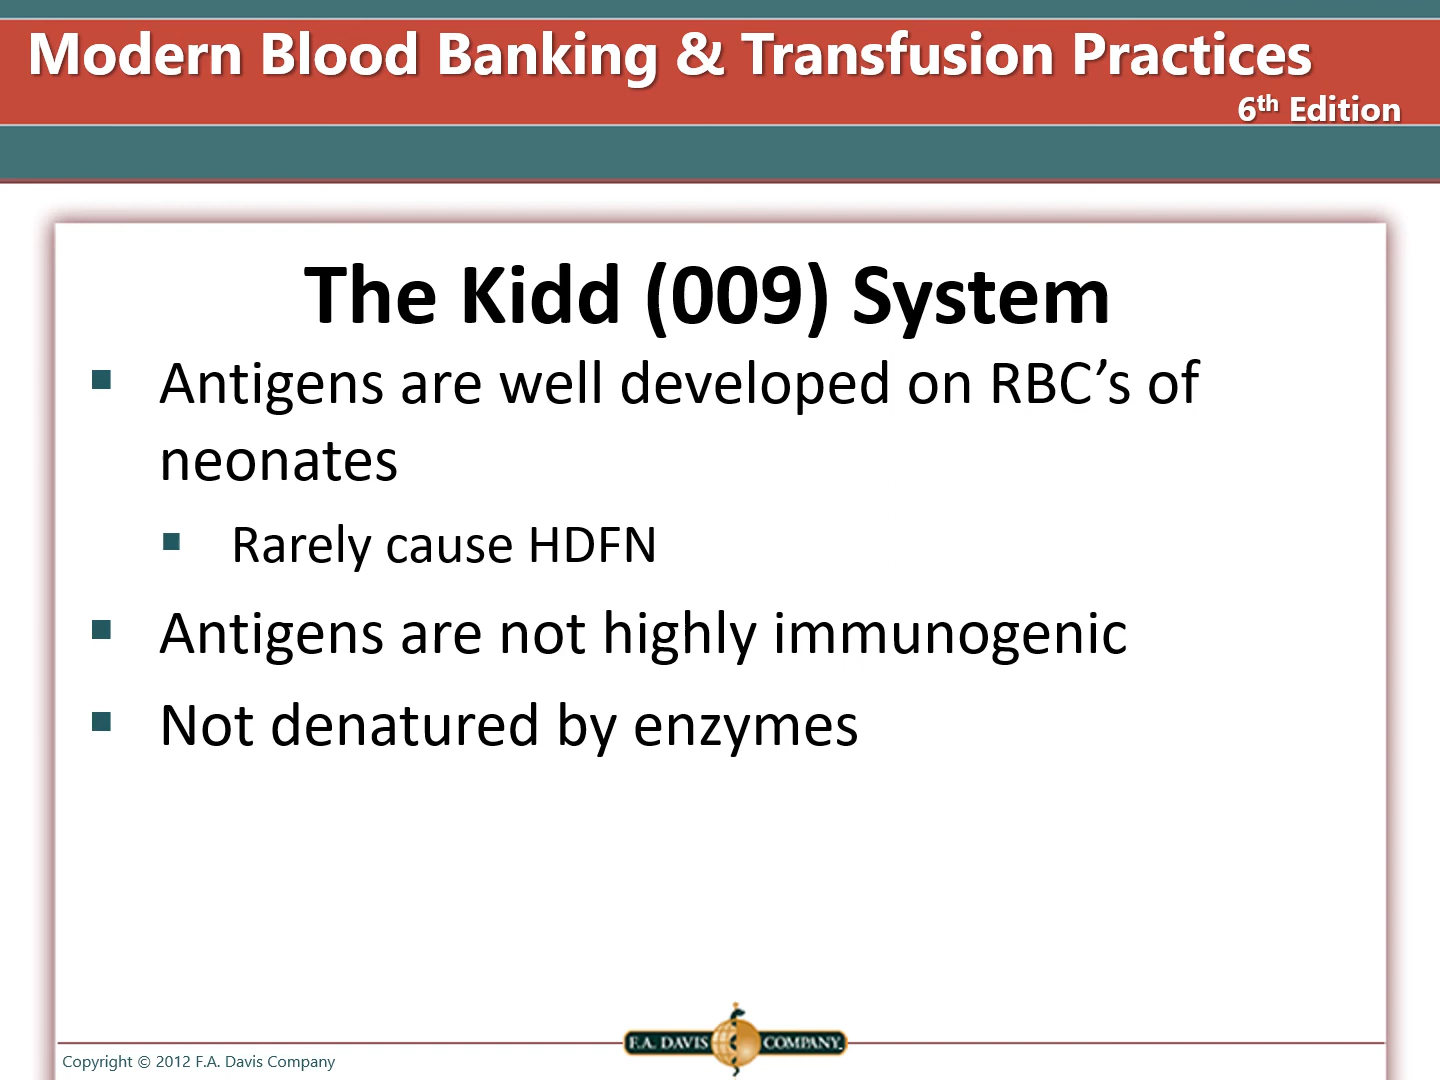 Modern Blood Banking & Transfusion Practices
6th Edition
The Kidd (009) System
▪ Antigens are well developed on RBC’s of
neonates
▪ Rarely cause HDFN
▪ Antigens are not highly immunogenic
▪ Not denatured by enzymes
F.A. DAVIS COMPANY
Copyright © 2012 F.A. Davis Company